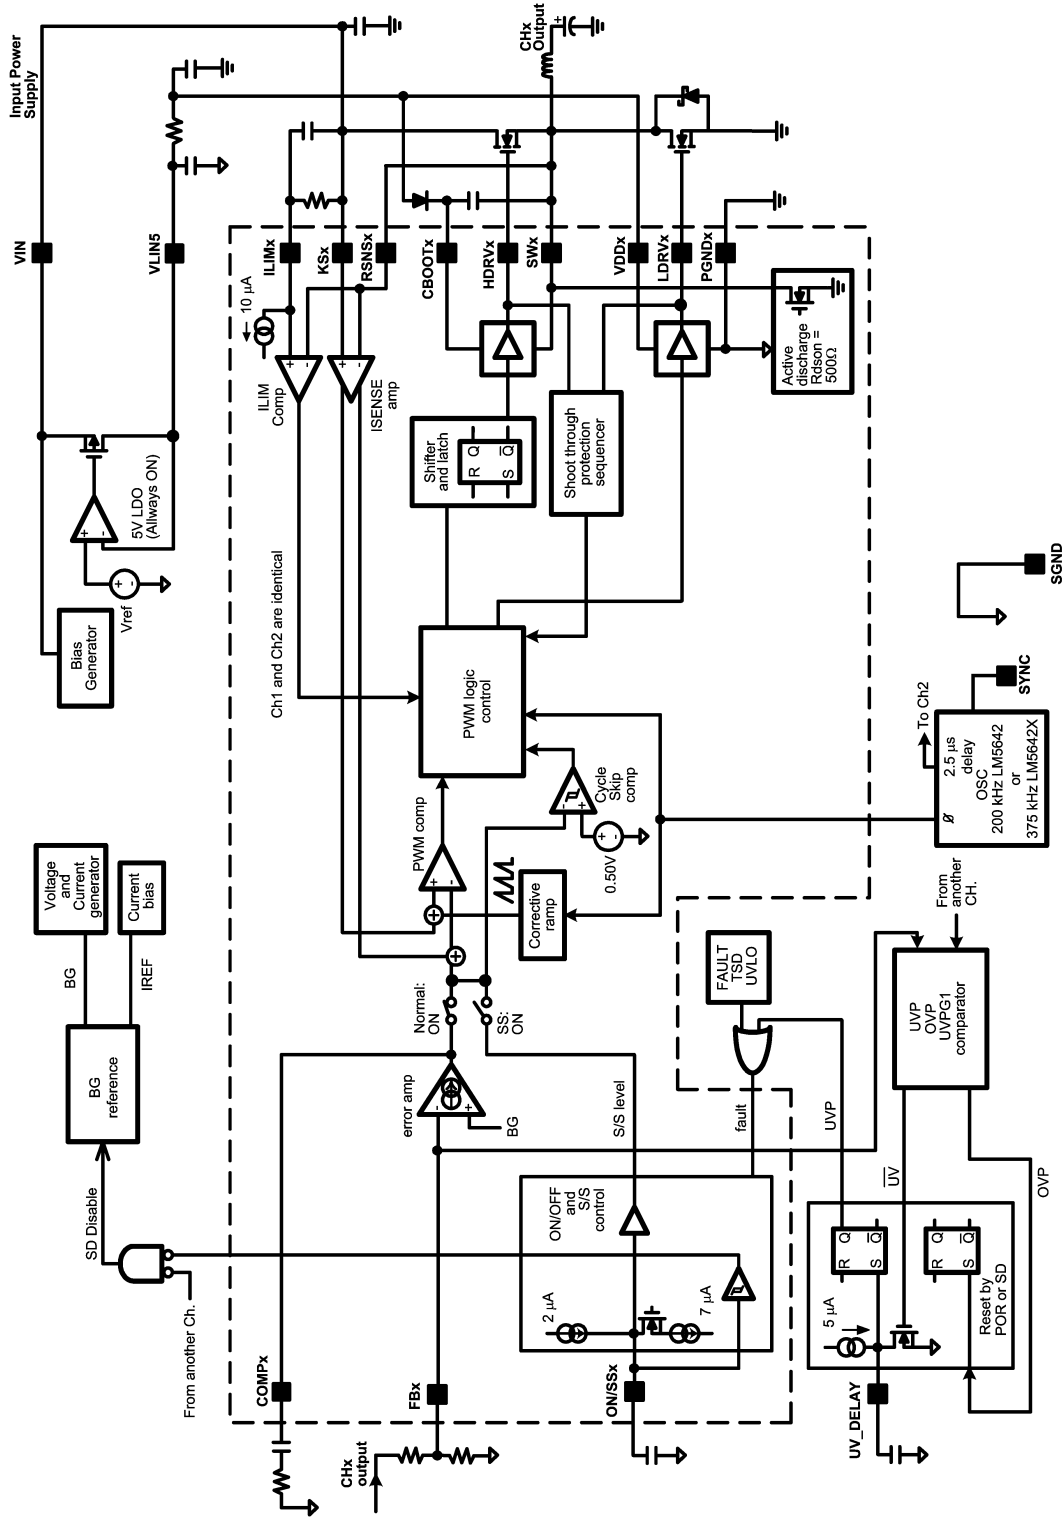 Input Power
Supply
VIN
VLIN5
5V LDO
(Allways ON)
+
-
+
-
Vref
Bias
Generator
CHx
Output
+
ILIMx
KSx
RSNSx
CBOOTx
HDRVx
SWx
VDDx
LDRVx
PGNDx
10 µA
+
-
ILIM
Comp
+
-
ISENSE
amp
Shifter
and latch
R Q
S Q
Shoot through
protection
sequencer
Active
discharge
Rdson =
500Ω
Ch1 and Ch2 are identical
PWM logic
control
PWM comp
+
-
+
+
Cycle
Skip
comp
-
+
+
-
0.50V
Corrective
ramp
SGND
SYNC
To Ch2
2.5 µs
delay
OSC
200 kHz LM5642
or
375 kHz LM5642X
Ø
Voltage
and
Current
generator
Current
bias
BG
IREF
BG
reference
SD Disable
From another Ch.
Normal:
ON
SS:
ON
error amp
-
+
BG
S/S level
FAULT
TSD
UVLO
fault
From
another
CH.
UVP
OVP
UVPG1
comparator
UVP
UV
OVP
ON/OFF
and
S/S
control
2 µA
7 µA
5 µA
R Q
S Q
R Q
S Q
Reset by
POR or SD
COMPx
FBx
ON/SSx
UV_DELAY
CHx
output